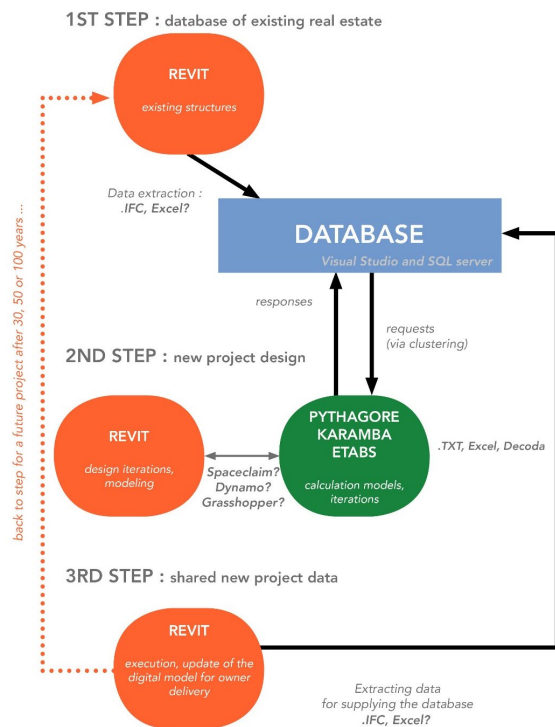 1ST STEP : database of existing real estate
REVIT
existing structures
Data extraction :
.IFC, Excel?
DATABASE
Visual Studio and SQL server
responses
requests
(via clustering)
2ND STEP : new project design
REVIT
design iterations,
modeling
Spaceclaim?
Dynamo?
Grasshopper?
PYTHAGORE
KARAMBA
ETABS
calculation models,
iterations
.TXT, Excel, Decoda
3RD STEP : shared new project data
REVIT
execution, update of the
digital model for owner
delivery
Extracting data
for supplying the database
.IFC, Excel?
back to step for a future project after 30, 50 or 100 years ...